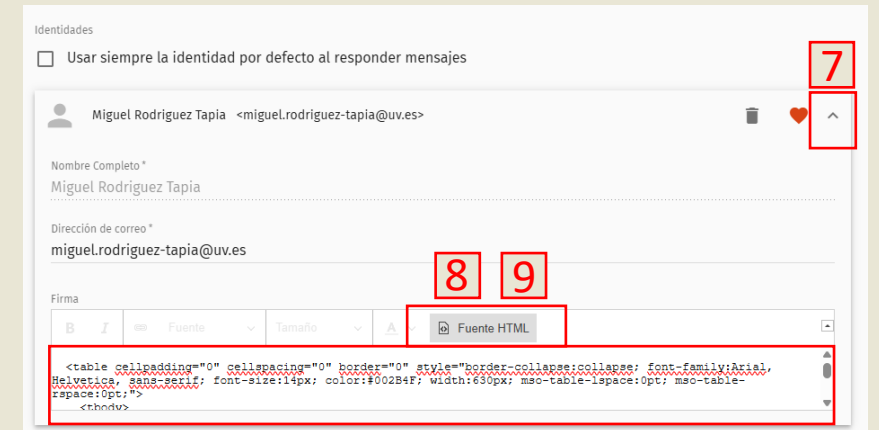 Identidades
Usar siempre la identidad por defecto al responder mensajes
7
Miguel Rodriguez Tapia <miguel.rodriguez-tapia@uv.es>
Nombre Completo *
Miguel Rodriguez Tapia
Dirección de correo *
miguel.rodriguez-tapia@uv.es
8 9
Firma
B I Fuente Tamaño A Fuente HTML
<table cellpadding="0" cellspacing="0" border="0" style="border-collapse:collapse; font-family:Arial,
Helvetica, sans-serif; font-size:14px; color:#002B4F; width:630px; mso-table-lspace:0pt; mso-table-
rspace:0pt;">
<tbody>